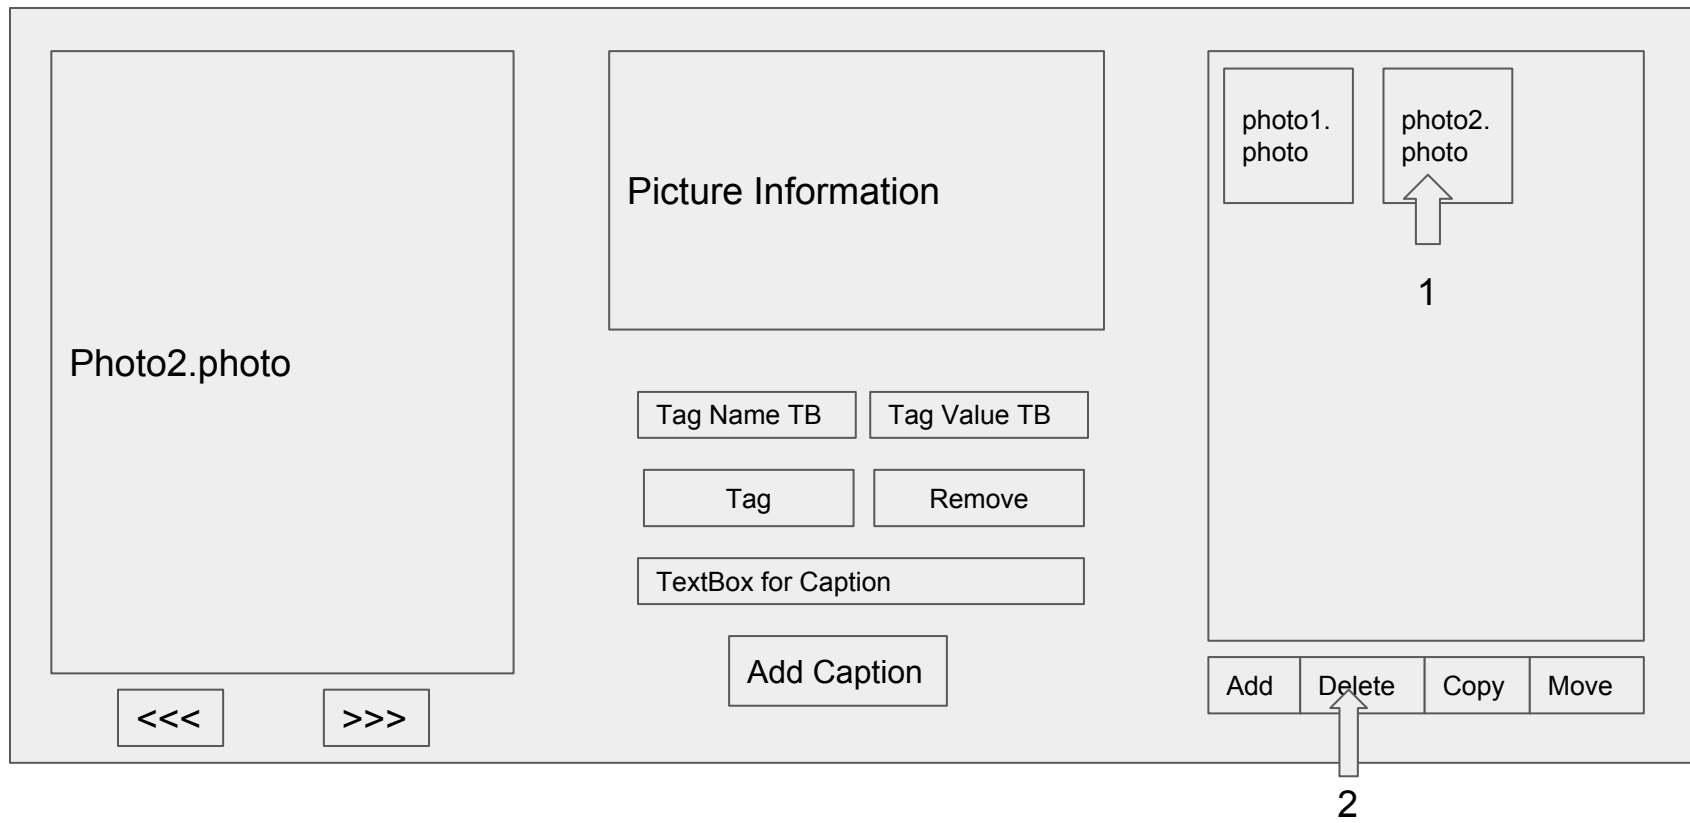 Photo2.photo
<<<
>>>
Picture Information
Tag Name TB
Tag Value TB
Tag
Remove
TextBox for Caption
Add Caption
photo1.
photo
photo2.
photo
1
Add
Delete
Copy
Move
2